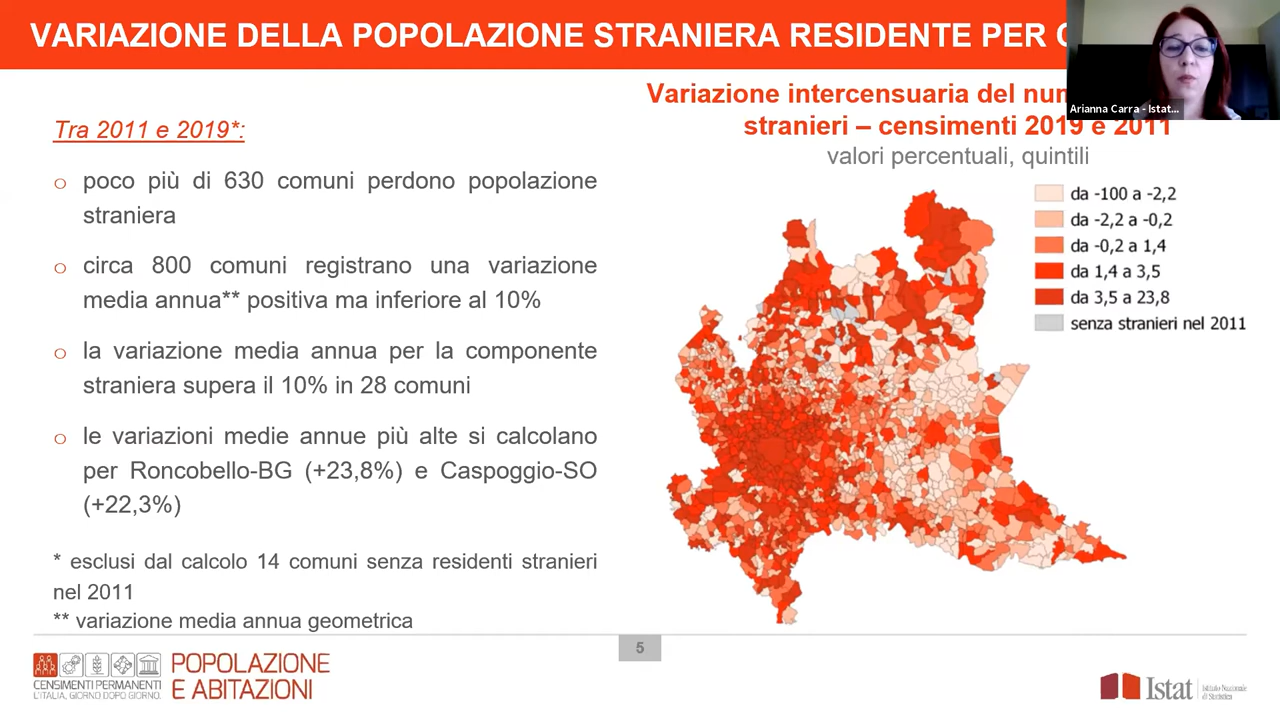 VARIAZIONE DELLA POPOLAZIONE STRANIERA RESIDENTE PER
Arianna Carra - Istat...
Variazione intercensuaria del
stranieri – censimenti 2019 e 2011
valori percentuali, quintili
Tra 2011 e 2019*:
o poco più di 630 comuni perdono popolazione
straniera
o circa 800 comuni registrano una variazione
media annua** positiva ma inferiore al 10%
o la variazione media annua per la componente
straniera supera il 10% in 28 comuni
o le variazioni medie annue più alte si calcolano
per Roncobello-BG (+23,8%) e Caspoggio-SO
(+22,3%)
* esclusi dal calcolo 14 comuni senza residenti stranieri
nel 2011
** variazione media annua geometrica
da -100 a -2,2
da -2,2 a -0,2
da -0,2 a 1,4
da 1,4 a 3,5
da 3,5 a 23,8
senza stranieri nel 2011
5
CENSIMENTI PERMANENTI
L'ITALIA, GIORNO DOPO GIORNO.
POPOLAZIONE
E ABITAZIONI
Istat
Istituto Nazionale
di Statistica